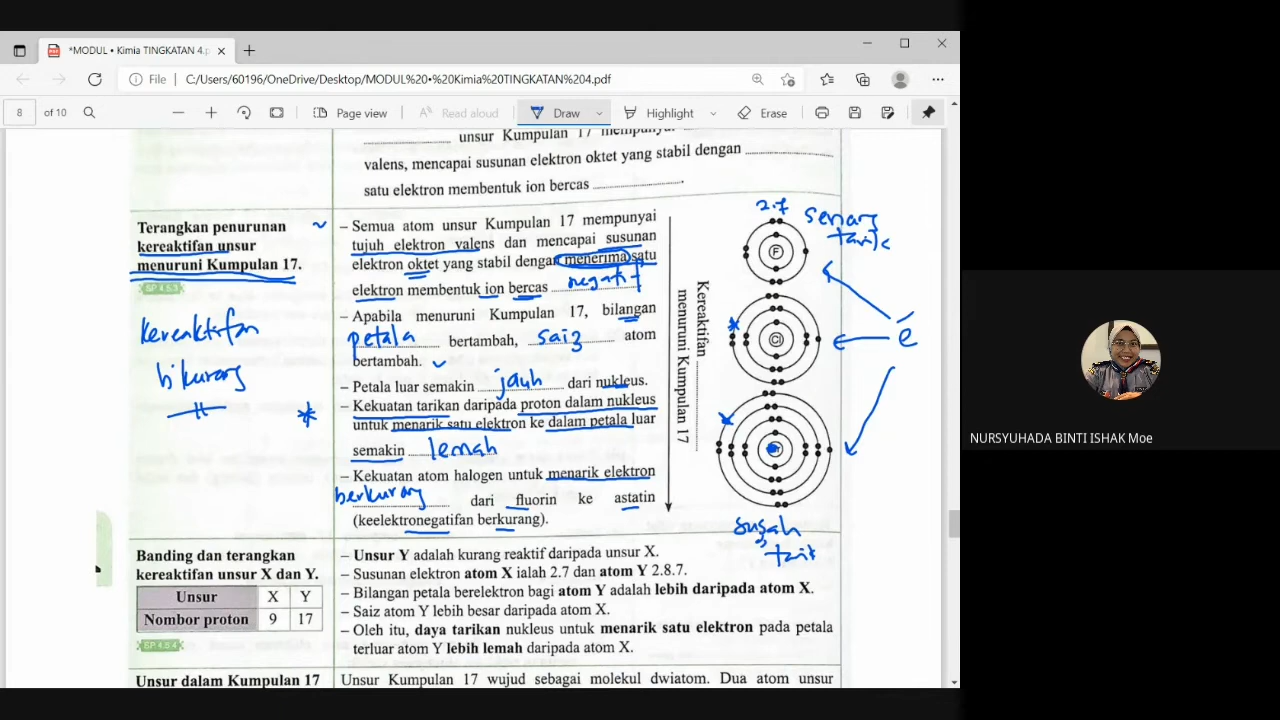 *MODUL • Kimia TINGKATAN 4.p
File C:/Users/60196/OneDrive/Desktop/MODUL%20•%20Kimia%20TINGKATAN%204.pdf
8 of 10 Page view Read aloud Draw Highlight Erase
unsur Kumpulan 17 mempunyai
valens, mencapai susunan elektron oktet yang stabil dengan
satu elektron membentuk ion bercas
Terangkan penurunan
kereaktifan unsur
menuruni Kumpulan 17.
SP 4.5.3
kereaktifan
b'kurang
– Semua atom unsur Kumpulan 17 mempunyai
tujuh elektron valens dan mencapai susunan
elektron oktet yang stabil dengan menerima satu
elektron membentuk ion bercas negatif
– Apabila menuruni Kumpulan 17, bilangan
petala bertambah, saiz atom
bertambah.
– Petala luar semakin jauh dari nukleus.
– Kekuatan tarikan daripada proton dalam nukleus
untuk menarik satu elektron ke dalam petala luar
semakin lemah
– Kekuatan atom halogen untuk menarik elektron
berkurang dari fluorin ke astatin
(keelektronegatifan berkurang).
Kereaktifan
menuruni Kumpulan 17
2.7
senang
tarik
F
Cl
é
susah
tarik
NURSYUHADA BINTI ISHAK Moe
Banding dan terangkan
kereaktifan unsur X dan Y.
Unsur X Y
Nombor proton 9 17
SP 4.5.4
– Unsur Y adalah kurang reaktif daripada unsur X.
– Susunan elektron atom X ialah 2.7 dan atom Y 2.8.7.
– Bilangan petala berelektron bagi atom Y adalah lebih daripada atom X.
– Saiz atom Y lebih besar daripada atom X.
– Oleh itu, daya tarikan nukleus untuk menarik satu elektron pada petala
terluar atom Y lebih lemah daripada atom X.
Unsur dalam Kumpulan 17
Unsur Kumpulan 17 wujud sebagai molekul dwiatom. Dua atom unsur